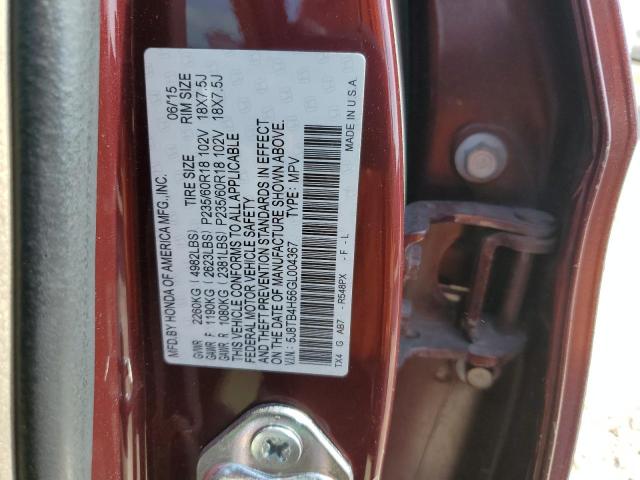 MFD.BY HONDA OF AMERICA MFG.,INC. 06/15
TIRE SIZE RIM SIZE
GVWR 2260KG ( 4982LBS)
GAWR F 1190KG ( 2623LBS) P235/60R18 102V 18X7.5J
GAWR R 1080KG ( 2381LBS) P235/60R18 102V 18X7.5J
THIS VEHICLE CONFORMS TO ALL APPLICABLE
FEDERAL MOTOR VEHICLE SAFETY
AND THEFT PREVENTION STANDARDS IN EFFECT
ON THE DATE OF MANUFACTURE SHOWN ABOVE.
V.I.N.: 5J8TB4H56GL004367 TYPE: MPV
TX4 G AB7 - R548PX - F - L MADE IN U.S.A.